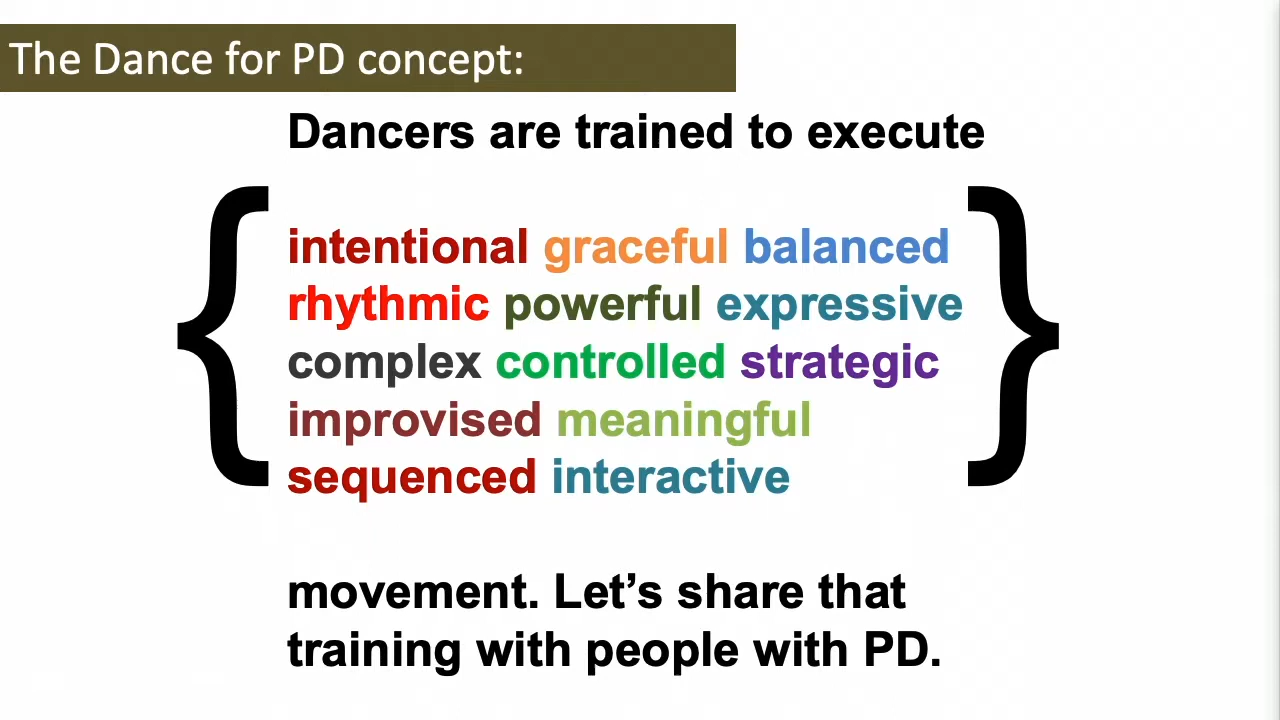 The Dance for PD concept:
Dancers are trained to execute
intentional graceful balanced
rhythmic powerful expressive
complex controlled strategic
improvised meaningful
sequenced interactive
movement. Let’s share that
training with people with PD.